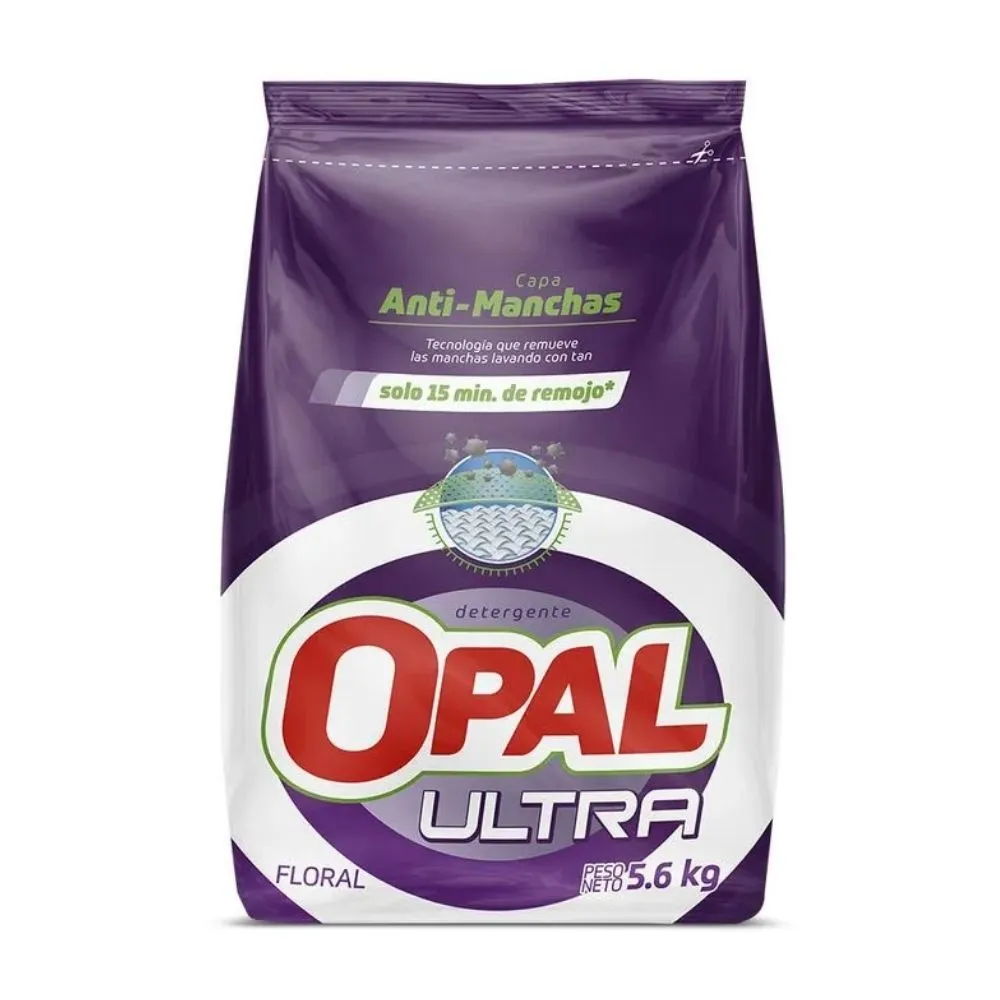 Capa
Anti-Manchas
Tecnología que remueve
las manchas lavando con tan
solo 15 min. de remojo*
detergente
OPAL
ULTRA
FLORAL
PESO
NETO 5.6 kg